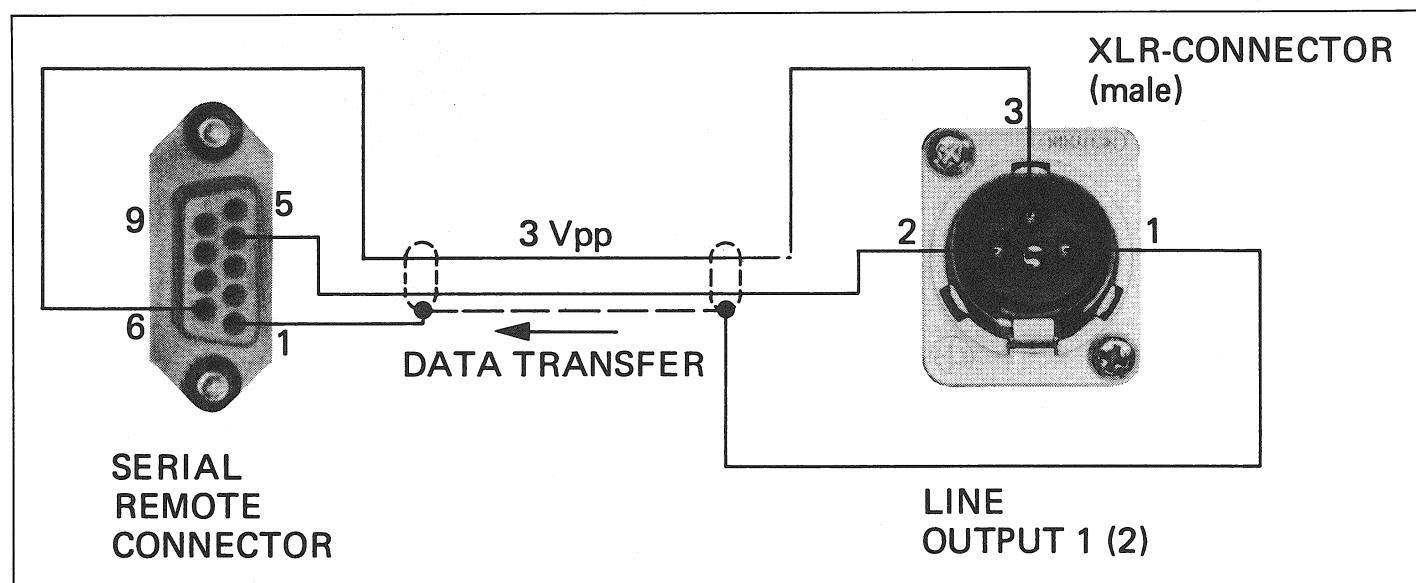 XLR-CONNECTOR
(male)
3
5
9
3 Vpp
2
1
6
1
DATA TRANSFER
SERIAL
REMOTE
CONNECTOR
LINE
OUTPUT 1 (2)